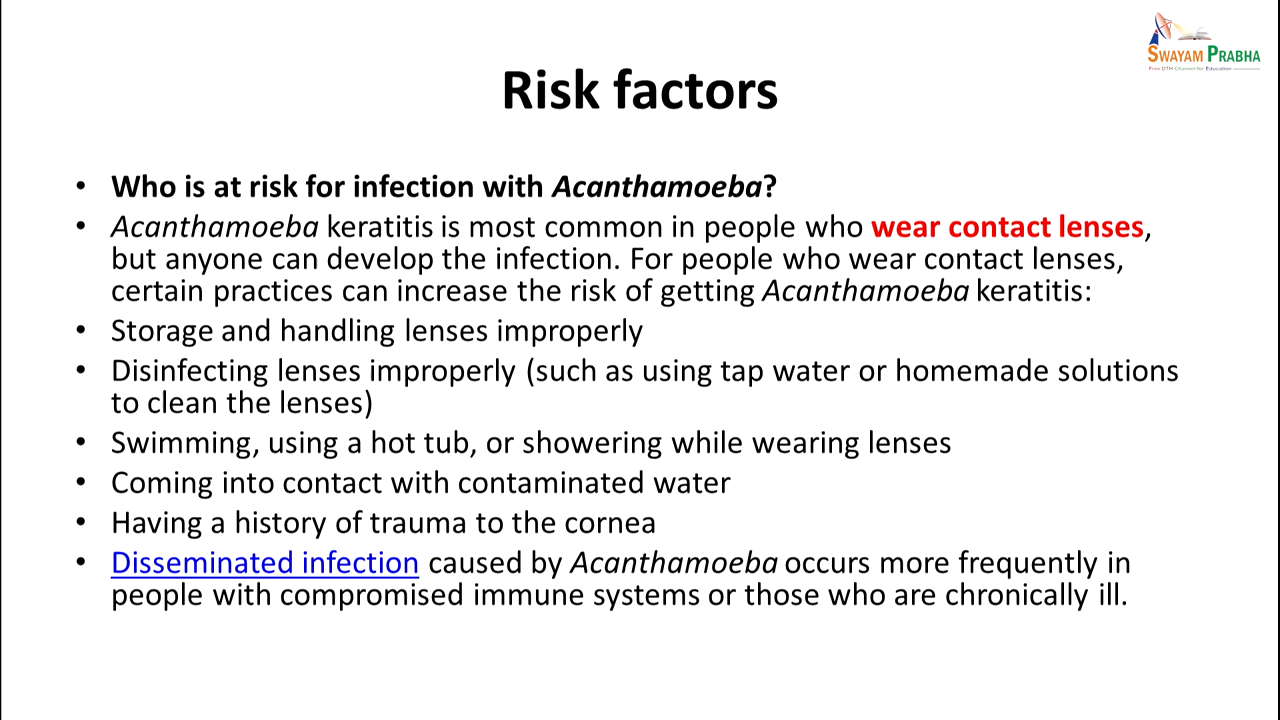 SWAYAM PRABHA
Free DTH Channel for Education
Risk factors
• Who is at risk for infection with Acanthamoeba?
• Acanthamoeba keratitis is most common in people who wear contact lenses,
but anyone can develop the infection. For people who wear contact lenses,
certain practices can increase the risk of getting Acanthamoeba keratitis:
• Storage and handling lenses improperly
• Disinfecting lenses improperly (such as using tap water or homemade solutions
to clean the lenses)
• Swimming, using a hot tub, or showering while wearing lenses
• Coming into contact with contaminated water
• Having a history of trauma to the cornea
• Disseminated infection caused by Acanthamoeba occurs more frequently in
people with compromised immune systems or those who are chronically ill.